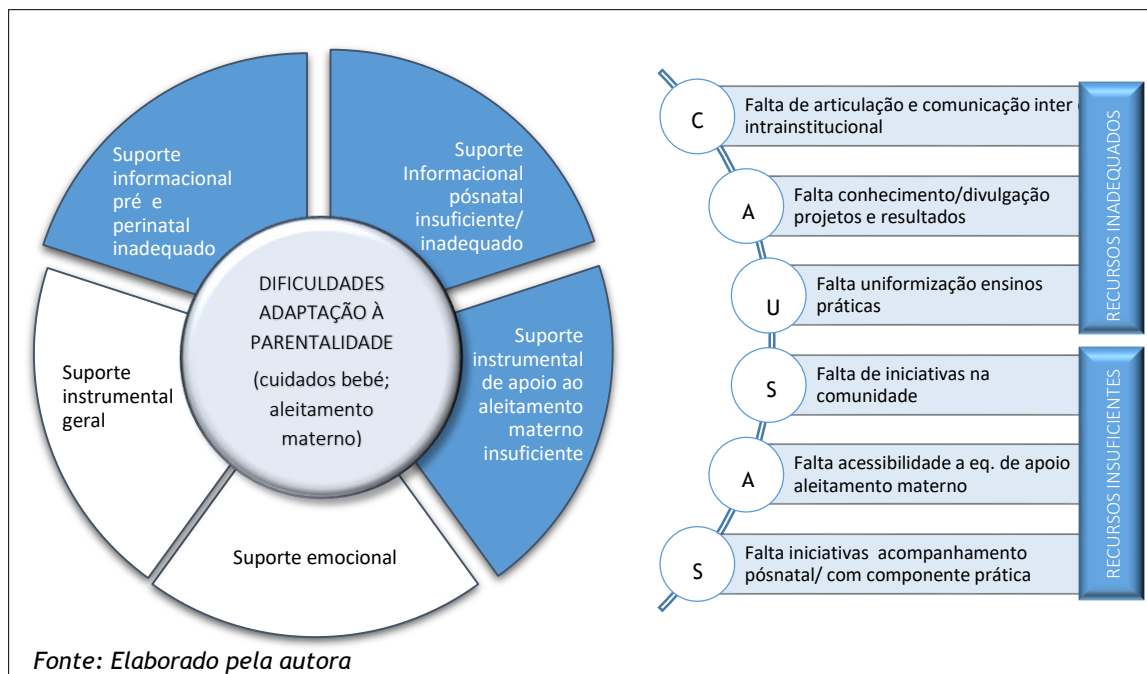 Suporte
informacional
pré e
perinatal
inadequado
Suporte
Informacional
pósnatal
insuficiente/
inadequado
Suporte
instrumental
de apoio ao
aleitamento
materno
insuficiente
Suporte emocional
Suporte
instrumental
geral
DIFICULDADES
ADAPTAÇÃO À
PARENTALIDADE
(cuidados bebé;
aleitamento
materno)
C
Falta de articulação e comunicação inter
intrainstitucional
A
Falta conhecimento/divulgação
projetos e resultados
U
Falta uniformização ensinos
práticas
S
Falta de iniciativas na
comunidade
A
Falta acessibilidade a eq. de apoio
aleitamento materno
S
Falta iniciativas acompanhamento
pósnatal/ com componente prática
RECURSOS INADEQUADOS
RECURSOS INSUFICIENTES
Fonte: Elaborado pela autora